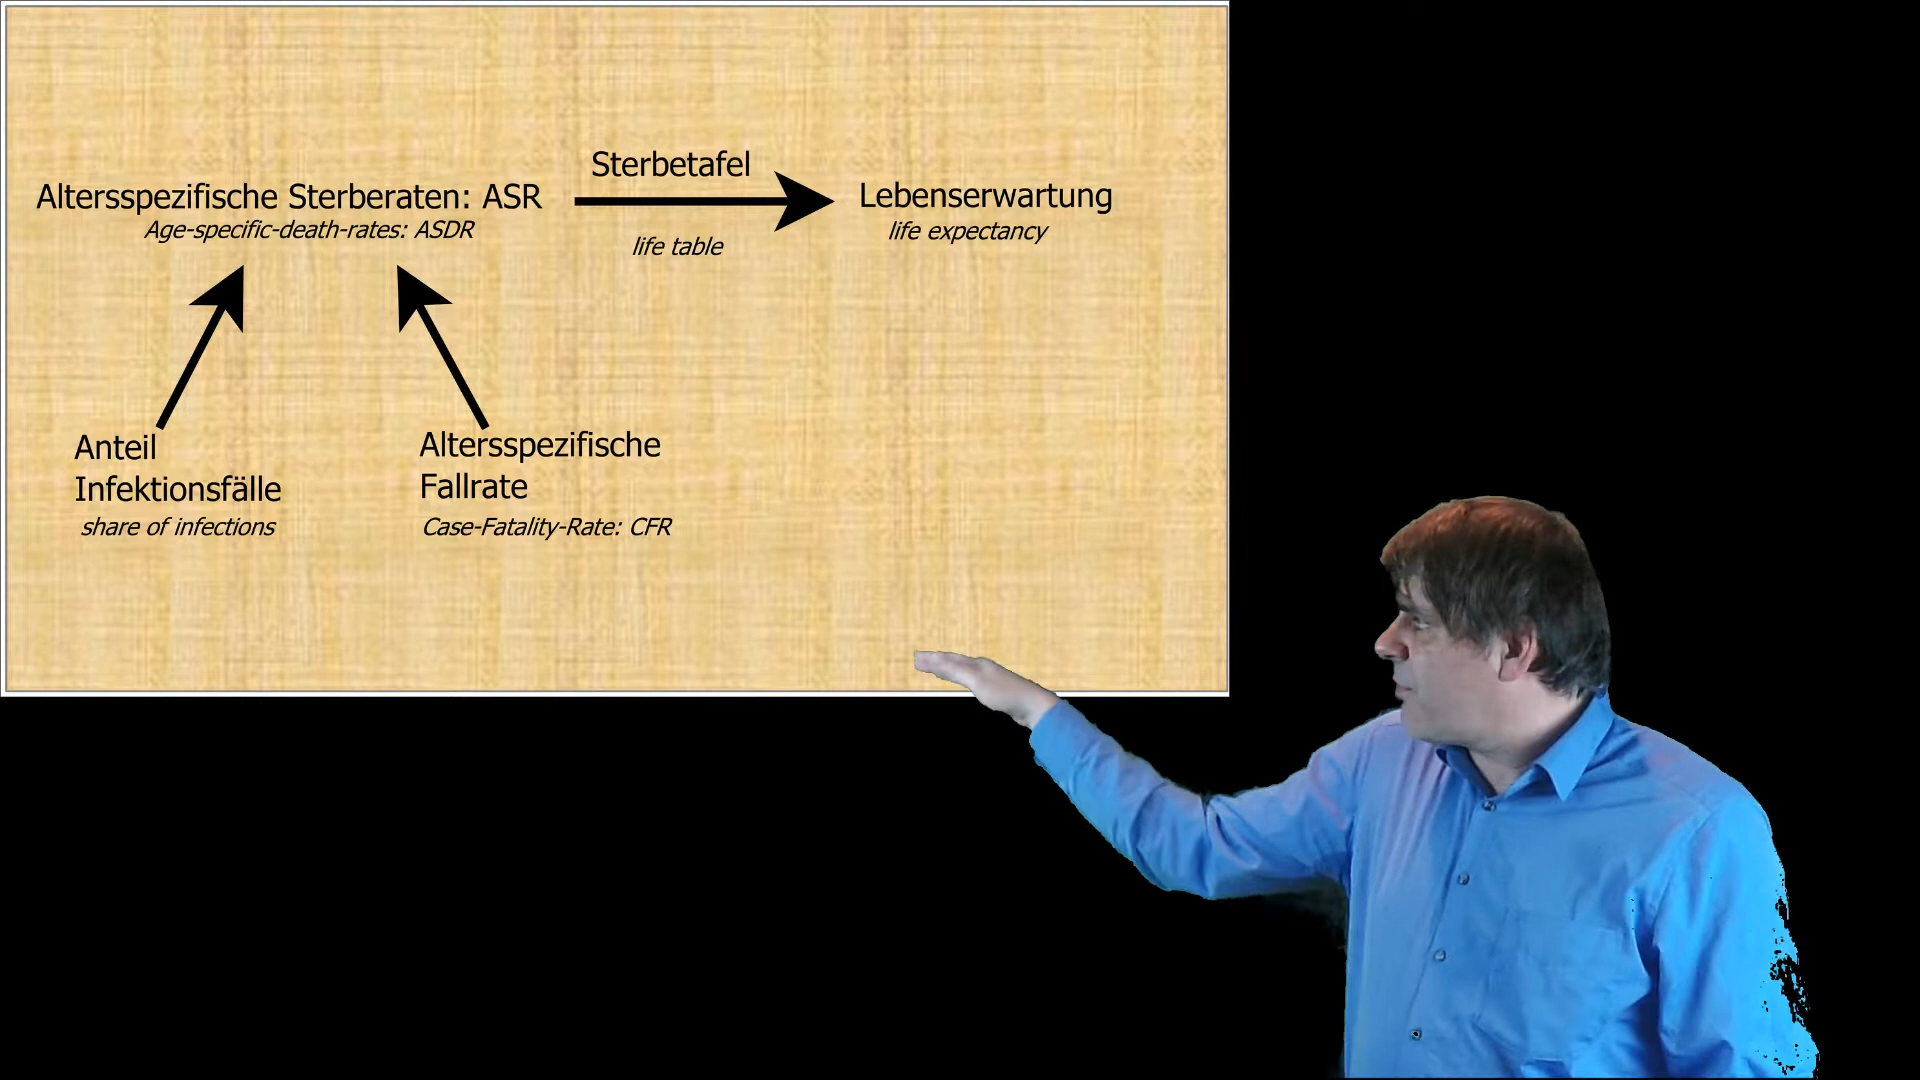 Sterbetafel
Altersspezifische Sterberaten: ASR
Lebenserwartung
Age-specific-death-rates: ASDR
life expectancy
life table
Anteil
Infektionsfälle
share of infections
Altersspezifische
Fallrate
Case-Fatality-Rate: CFR